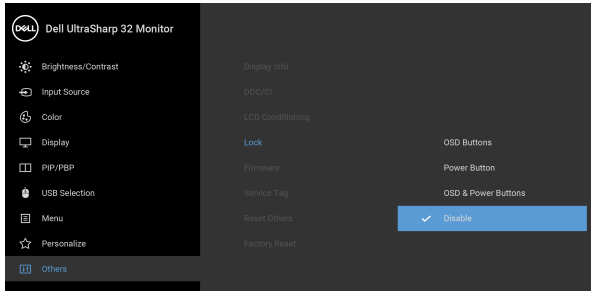 DELL
Dell UltraSharp 32 Monitor
Brightness/Contrast
Input Source
Color
Display
PIP/PBP
USB Selection
Menu
Personalize
Others
Display Info
DDC/CI
LCD Conditioning
Lock
Firmware
Service Tag
Reset Others
Factory Reset
OSD Buttons
Power Button
OSD & Power Buttons
Disable